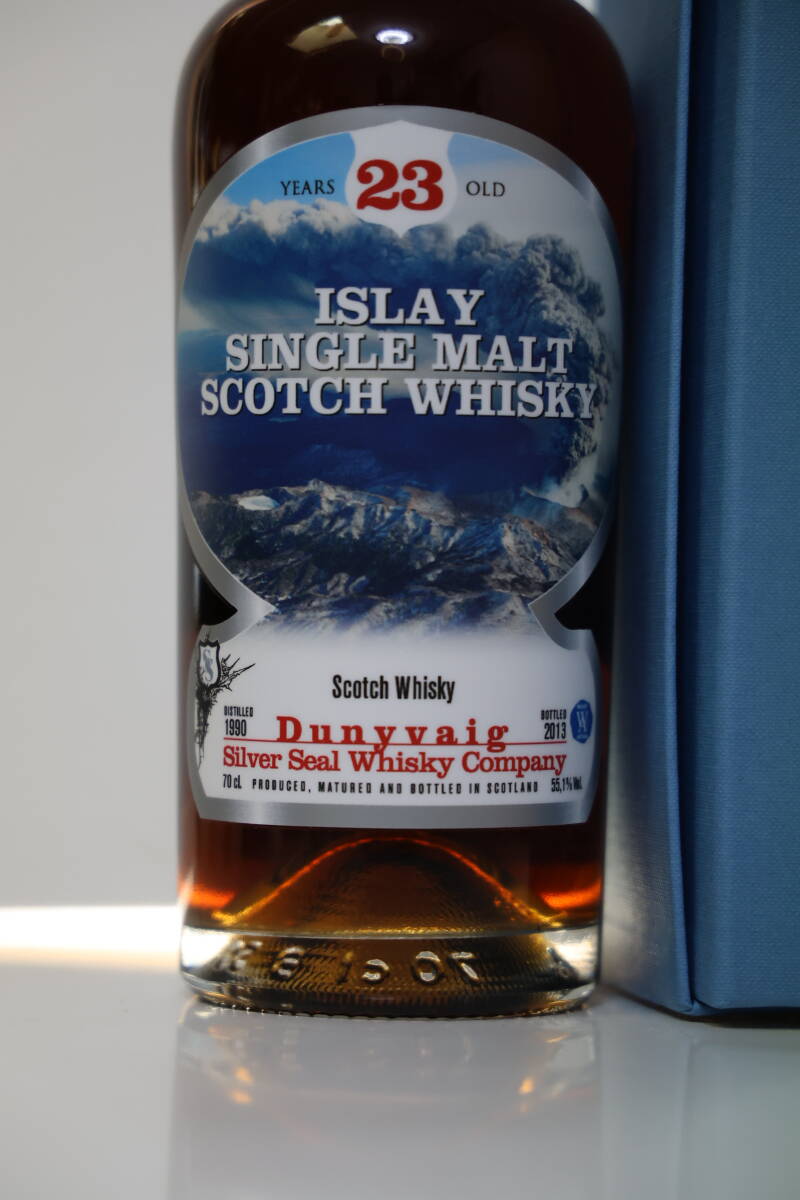 YEARS 23 OLD
ISLAY
SINGLE MALT
SCOTCH WHISKY
S
Scotch Whisky
DISTILLED
1990
Dunyvaig
BOTTLED
2013
W
Silver Seal Whisky Company
70 cl. PRODUCED, MATURED AND BOTTLED IN SCOTLAND 55,1% Vol.